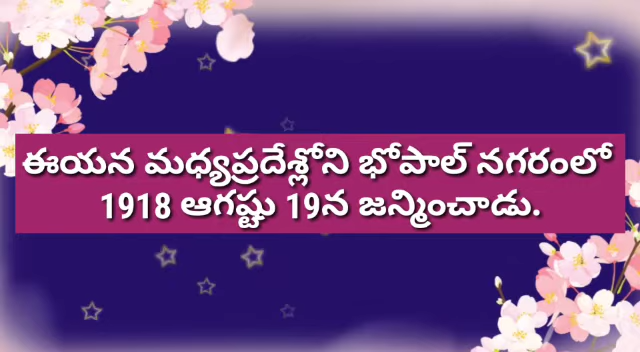 ఈయన మధ్యప్రదేశ్లోని భోపాల్ నగరంలో
1918 ఆగష్టు 19న జన్మించాడు.